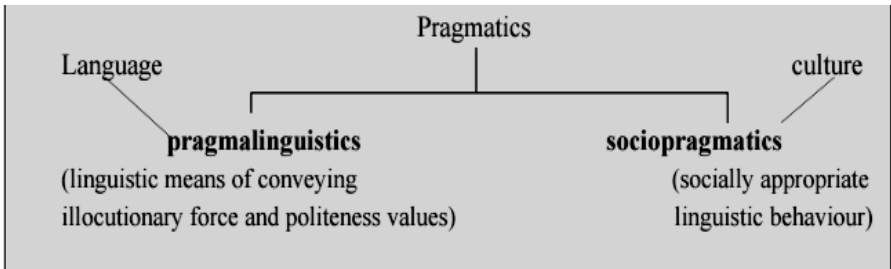 Pragmatics
Language culture
pragmalinguistics sociopragmatics
(linguistic means of conveying (socially appropriate
illocutionary force and politeness values) linguistic behaviour)